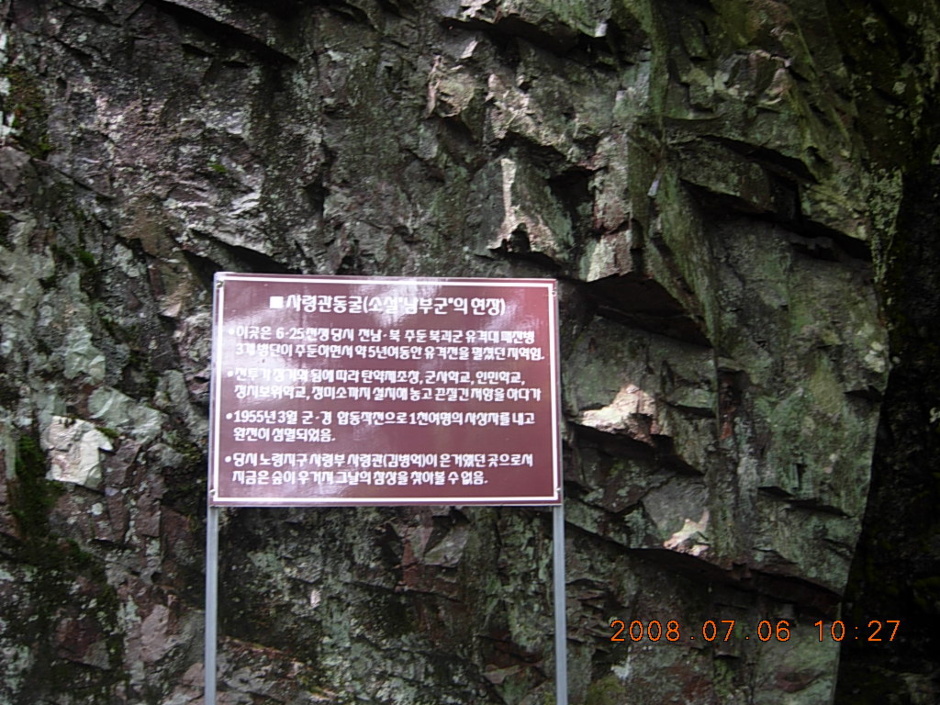 ■ 사령관동굴(소설"남부군"의 현장)
•이곳은 6·25전쟁당시 전남·북 주둔 북괴군 유격대 패잔병
3개병단이 주둔하면서 약 5년여동안 유격전을 펼쳤던 지역임.
•전투가 장기화 됨에 따라 탄약제조창, 군사학교, 인민학교,
정치보위학교, 정미소까지 설치해 놓고 끈질긴 저항을 하다가
•1955년 3월 군·경 합동작전으로 1천여명의 사상자를 내고
완전히 섬멸되었음.
•당시 노령지구 사령부 사령관(김병억)이 은거했던 곳으로서
지금은 숲이 우거져 그날의 참상을 찾아볼 수 없음.
2008.07.06 10:27